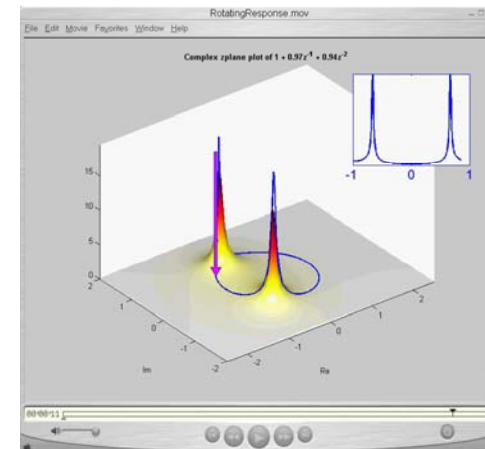 RotatingResponse.mov
File Edit Movie Favorites Window Help
Complex zplane plot of 1 + 0.97z^-1 + 0.94z^-2
-1 0 1
15
10
5
0
2
1
0
-1
-2
Im
-2
-1
0
1
2
Re
00:00:11